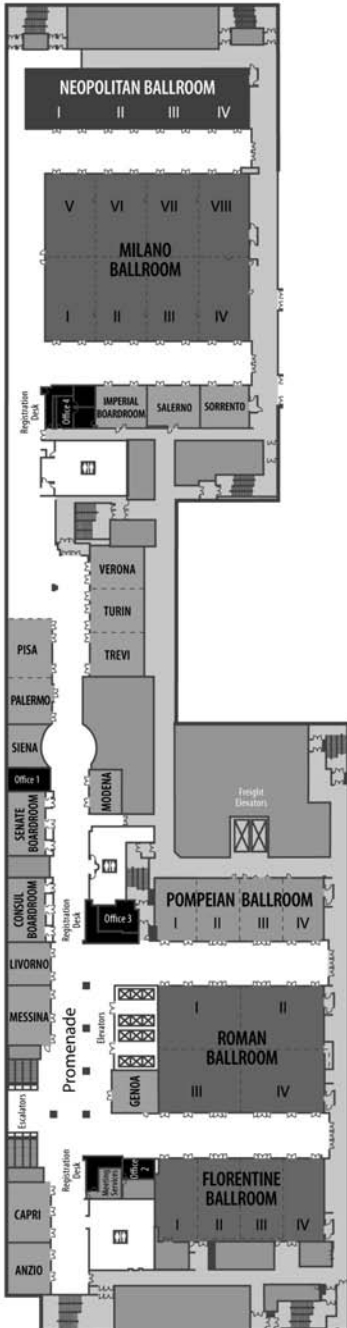 NEOPOLITAN BALLROOM
I II III IV
V VI VII VIII
MILANO
BALLROOM
I II III IV
Registration
Desk
Office 4
IMPERIAL
BOARDROOM
SALERNO
SORRENTO
VERONA
TURIN
TREVI
PISA
PALERMO
SIENA
Office 1
MODENA
SENATE
BOARDROOM
Freight
Elevators
CONSUL
BOARDROOM
Registration
Desk
Office 3
POMPEIAN BALLROOM
I II III IV
LIVORNO
MESSINA
Promenade
Elevators
I II
ROMAN
BALLROOM
III IV
GENOA
Escalators
Registration
Desk
Meeting
Services
Office
2
FLORENTINE
BALLROOM
I II III IV
CAPRI
ANZIO